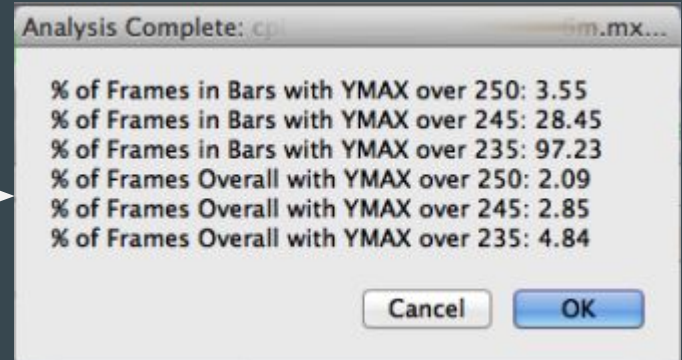 Analysis Complete: cpl m.mx...
% of Frames in Bars with YMAX over 250: 3.55
% of Frames in Bars with YMAX over 245: 28.45
% of Frames in Bars with YMAX over 235: 97.23
% of Frames Overall with YMAX over 250: 2.09
% of Frames Overall with YMAX over 245: 2.85
% of Frames Overall with YMAX over 235: 4.84
Cancel OK